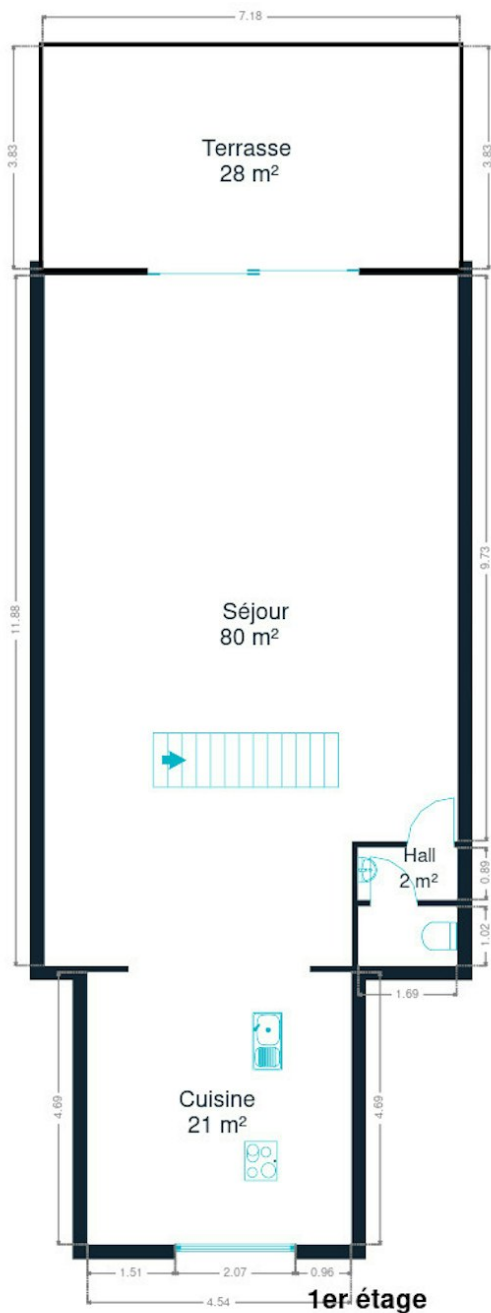 7.18
3.83
3.83
Terrasse
28 m²
11.88
9.73
Séjour
80 m²
Hall
2 m²
0.89
1.02
1.69
4.69
4.69
Cuisine
21 m²
1.51
2.07
0.96
4.54
1er étage